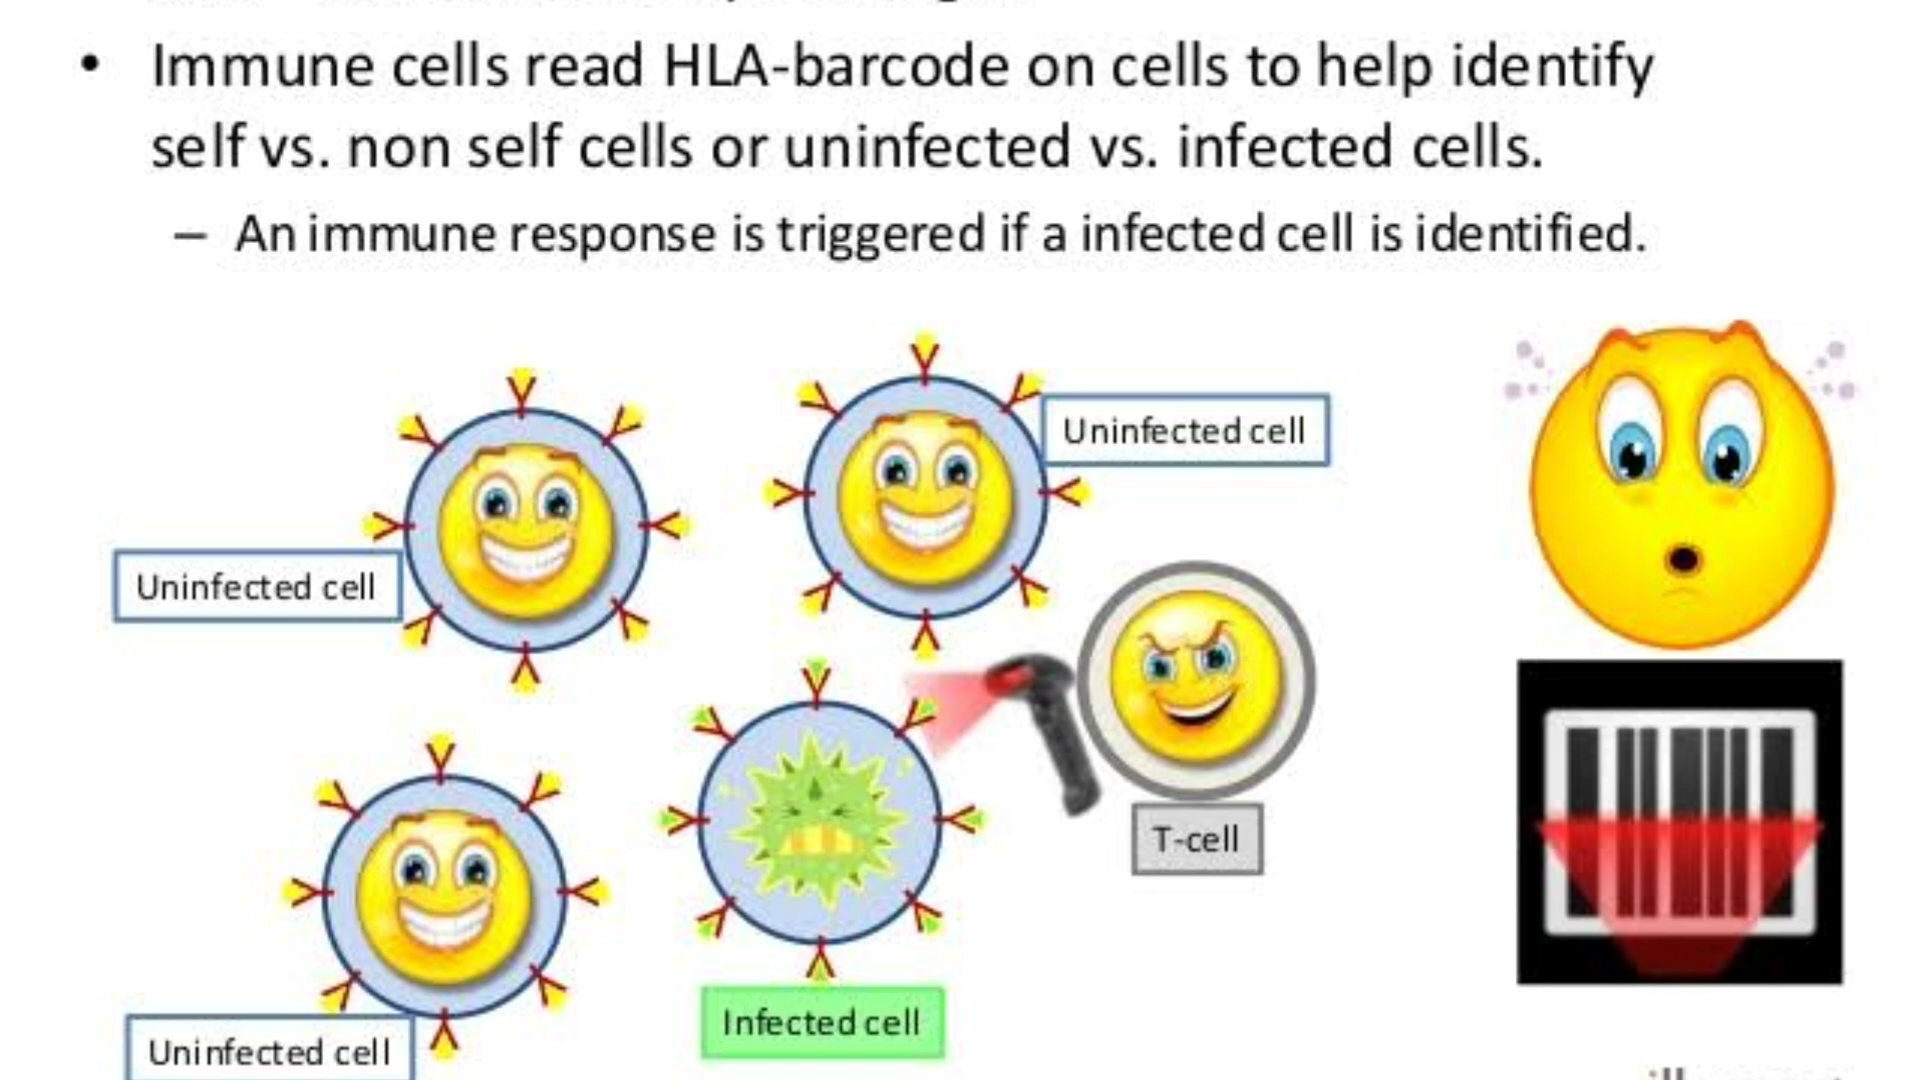 • Immune cells read HLA-barcode on cells to help identify
self vs. non self cells or uninfected vs. infected cells.
– An immune response is triggered if a infected cell is identified.
Uninfected cell
Uninfected cell
T-cell
Infected cell
Uninfected cell